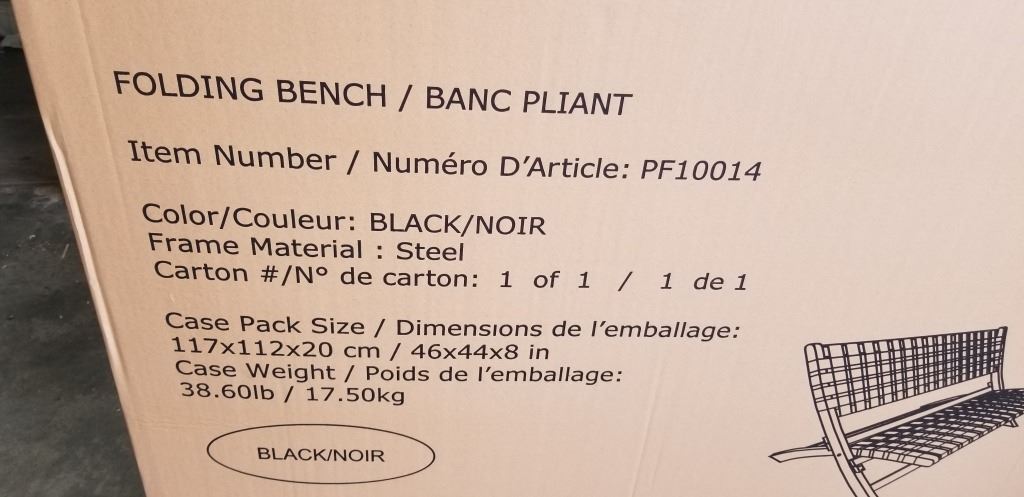 FOLDING BENCH / BANC PLIANT
Item Number / Numéro D'Article: PF10014
Color/Couleur: BLACK/NOIR
Frame Material : Steel
Carton #/Nº de carton: 1 of 1 / 1 de 1
Case Pack Size / Dimensions de l'emballage:
117x112x20 cm / 46x44x8 in
Case Weight / Poids de l'emballage:
38.60lb / 17.50kg
BLACK/NOIR